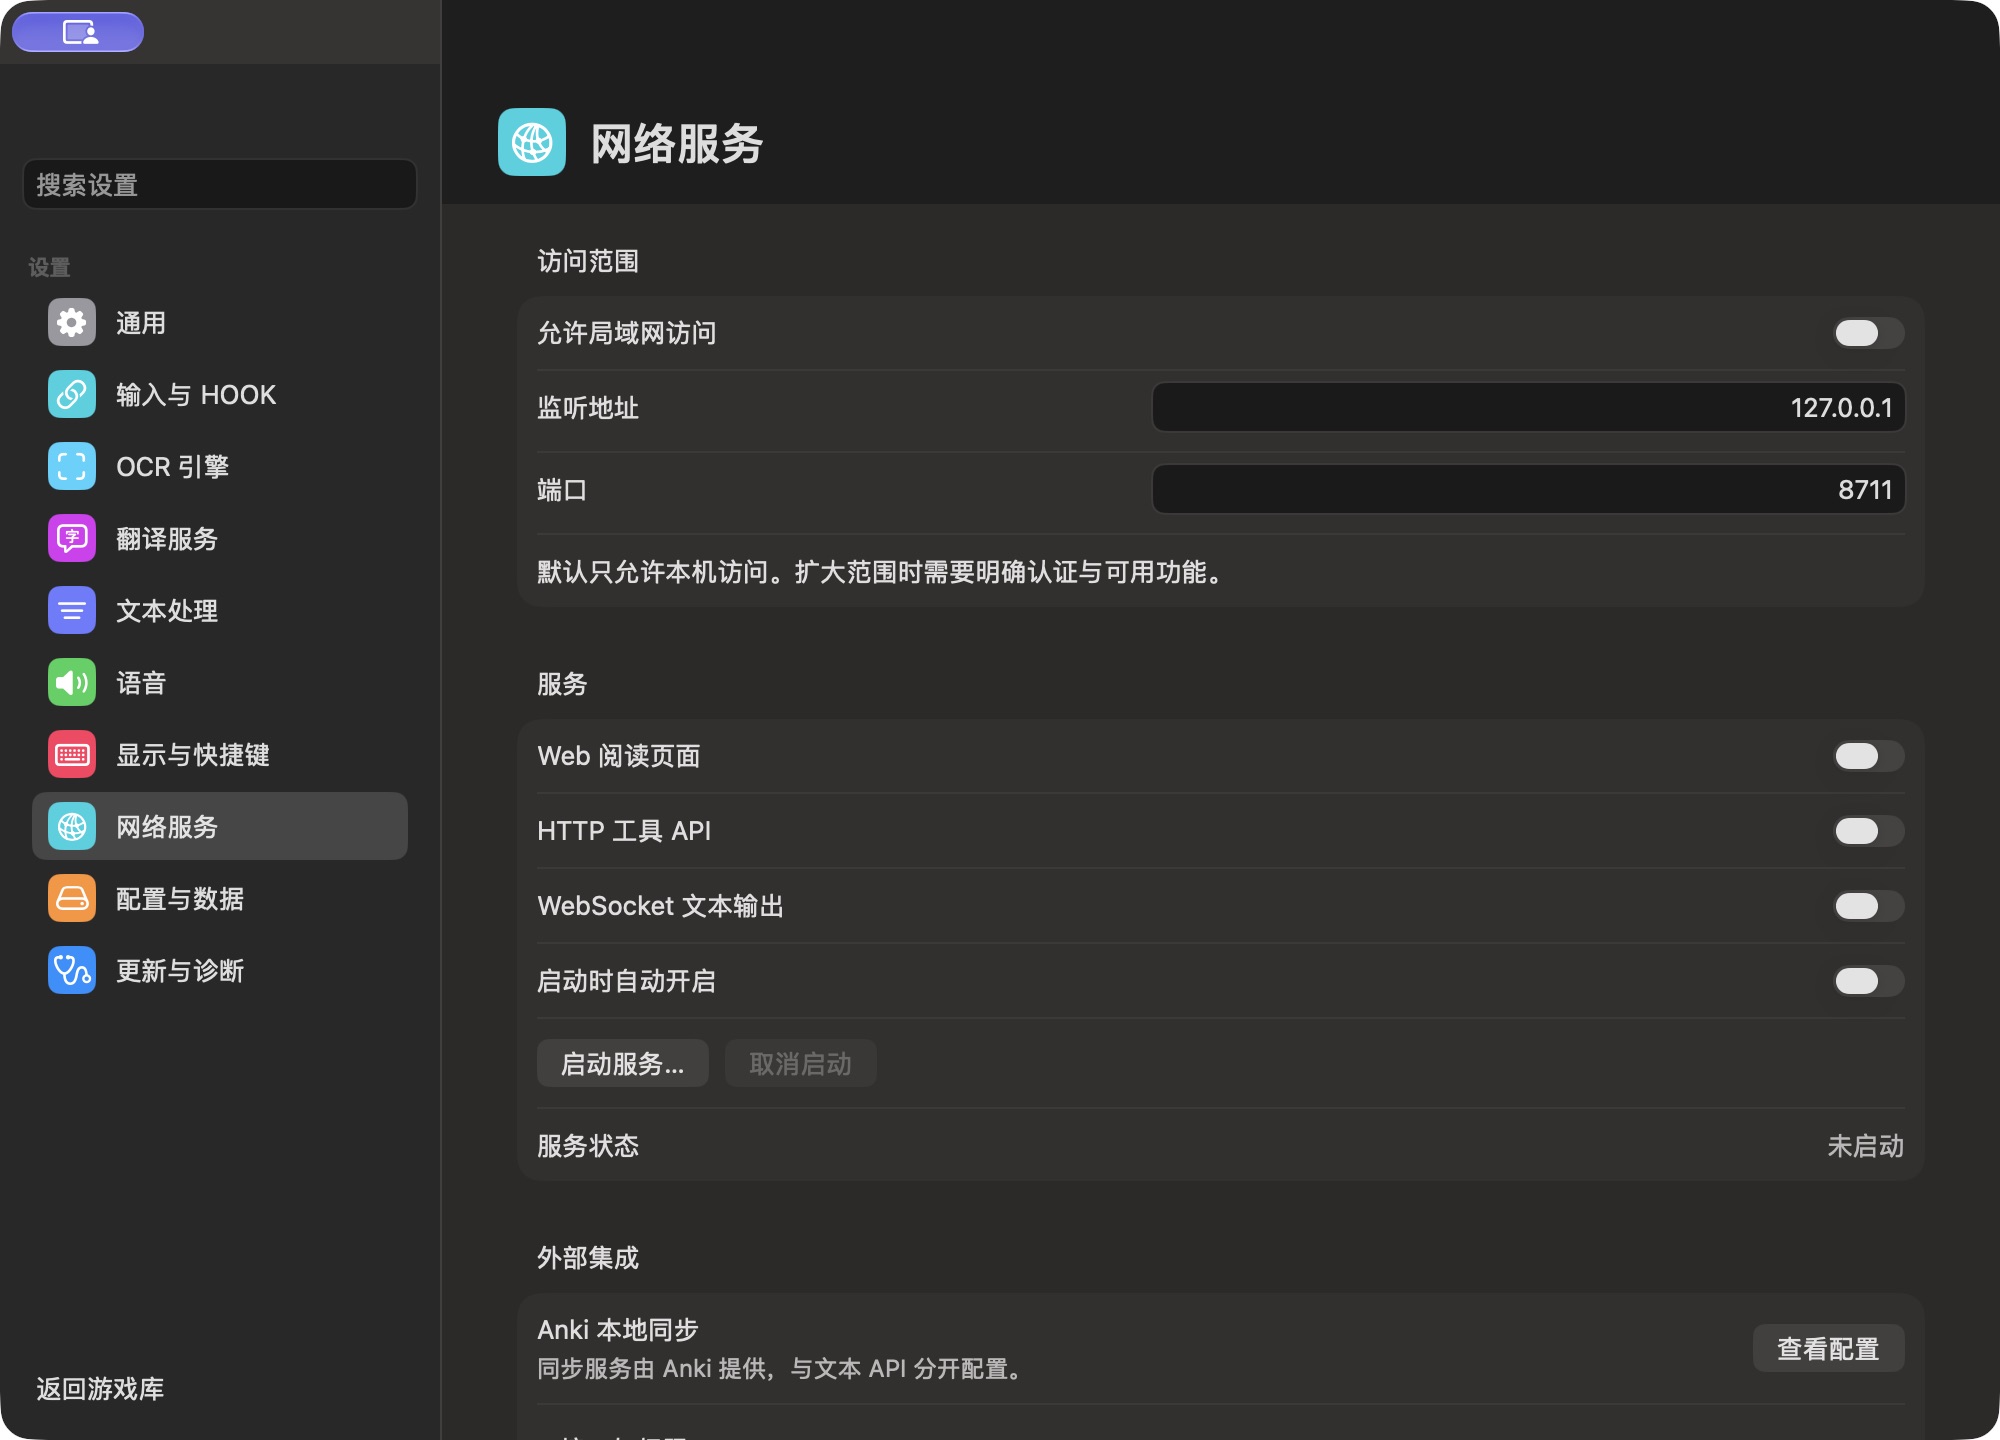 搜索设置
设置
通用
输入与 HOOK
OCR 引擎
翻译服务
文本处理
语音
显示与快捷键
网络服务
配置与数据
更新与诊断
返回游戏库
网络服务
访问范围
允许局域网访问
监听地址
127.0.0.1
端口
8711
默认只允许本机访问。扩大范围时需要明确认证与可用功能。
服务
Web 阅读页面
HTTP 工具 API
WebSocket 文本输出
启动时自动开启
启动服务...
取消启动
服务状态
未启动
外部集成
Anki 本地同步
同步服务由 Anki 提供，与文本 API 分开配置。
查看配置